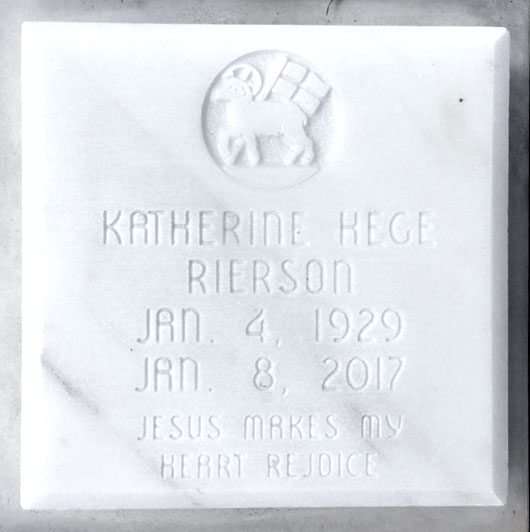 KATHERINE HEGE
RIERSON
JAN. 4, 1929
JAN. 8, 2017
JESUS MAKES MY
HEART REJOICE